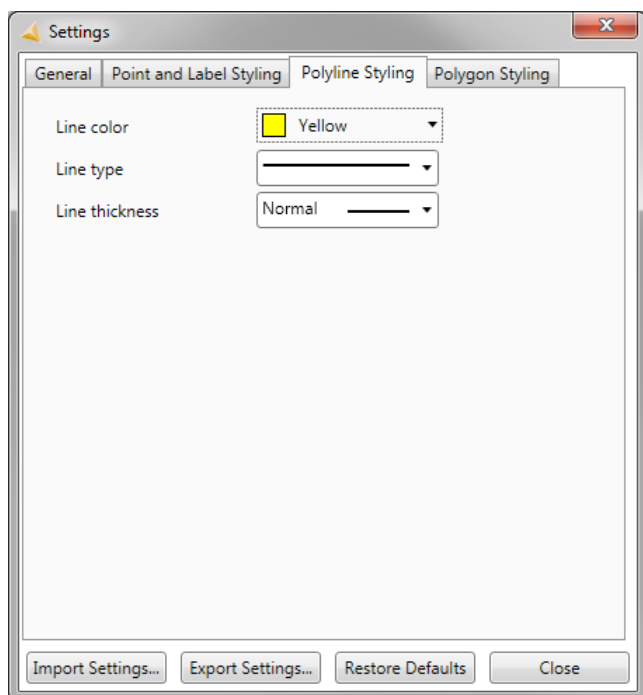 Settings
General Point and Label Styling Polyline Styling Polygon Styling
Line color Yellow
Line type
Line thickness Normal
Import Settings... Export Settings... Restore Defaults Close